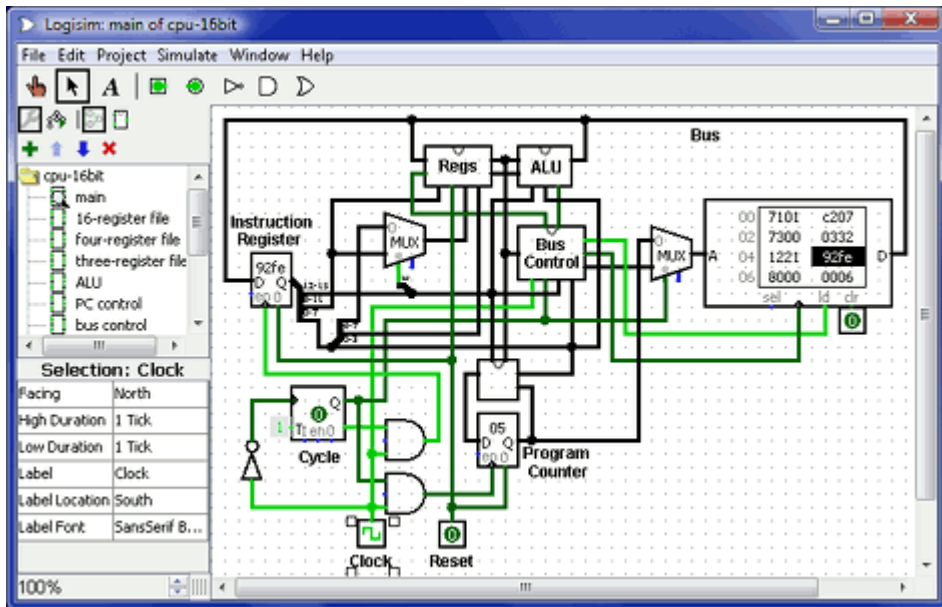 Logisim: main of cpu-16bit
File Edit Project Simulate Window Help
A
cpu-16bit
main
16-register file
four-register file
three-register file
ALU
PC control
bus control
Selection: Clock
Facing North
High Duration 1 Tick
Low Duration 1 Tick
Label Clock
Label Location South
Label Font SansSerif B...
100%
Bus
Regs
ALU
Instruction
Register
MUX
Bus
Control
MUX
A
00 7101 c207
02 7300 0332
04 1221 92fe
06 8000 0006
D
sel ld clr
0
92fe
D Q
en 0
0
Q
1
T
en 0
Cycle
05
D Q
en 0
Program
Counter
Clock
0
Reset